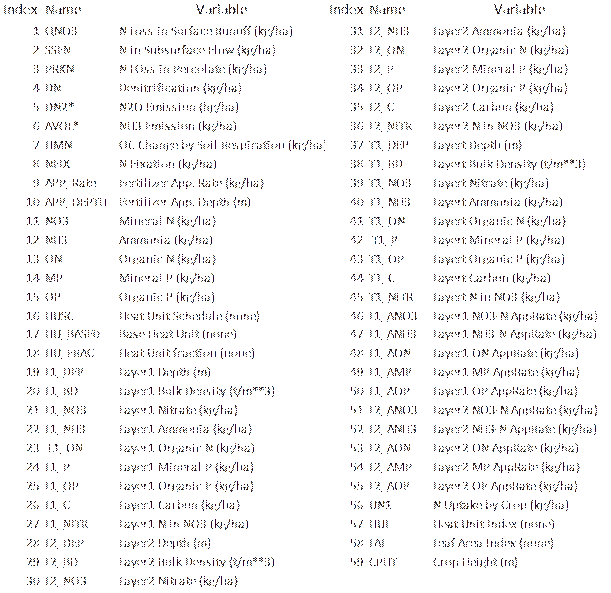 Index Name Variable
1 QNO3 N Loss in Surface Runoff (kg/ha)
2 SSFN N in Subsurface Flow (kg/ha)
3 PRKN N LOss in Percolate (kg/ha)
4 DN Denitrification (kg/ha)
5 DN2* N2O Emission (kg/ha)
6 AVOL* NH3 Emission (kg/ha)
7 HMN OC Change by Soil Respiration (kg/ha)
8 NFIX N Fixation (kg/ha)
9 APP_Rate Fertilizer App. Rate (kg/ha)
10 APP_DEPTH Fertilizer App. Depth (m)
11 NO3 Mineral N (kg/ha)
12 NH3 Ammonia (kg/ha)
13 ON Organic N (kg/ha)
14 MP Mineral P (kg/ha)
15 OP Organic P (kg/ha)
16 HUSC Heat Unit Schedule (none)
17 HU_BASE0 Base Heat Unit (none)
18 HU_FRAC Heat Unit fraction (none)
19 L1_DEP Layer1 Depth (m)
20 L1_BD Layer1 Bulk Density (t/m**3)
21 L1_NO3 Layer1 Nitrate (kg/ha)
22 L1_NH3 Layer1 Ammonia (kg/ha)
23 L1_ON Layer1 Organic N (kg/ha)
24 L1_P Layer1 Mineral P (kg/ha)
25 L1_OP Layer1 Organic P (kg/ha)
26 L1_C Layer1 Carbon (kg/ha)
27 L1_NITR Layer1 N in NO3 (kg/ha)
28 L2_DEP Layer2 Depth (m)
29 L2_BD Layer2 Bulk Density (t/m**3)
30 L2_NO3 Layer2 Nitrate (kg/ha)
Index Name Variable
31 L2_NH3 Layer2 Ammonia (kg/ha)
32 L2_ON Layer2 Organic N (kg/ha)
33 L2_P Layer2 Mineral P (kg/ha)
34 L2_OP Layer2 Organic P (kg/ha)
35 L2_C Layer2 Carbon (kg/ha)
36 L2_NITR Layer2 N in NO3 (kg/ha)
37 T1_DEP LayerT Depth (m)
38 T1_BD LayerT Bulk Density (t/m**3)
39 T1_NO3 LayerT Nitrate (kg/ha)
40 T1_NH3 LayerT Ammonia (kg/ha)
41 T1_ON LayerT Organic N (kg/ha)
42 T1_P LayerT Mineral P (kg/ha)
43 T1_OP LayerT Organic P (kg/ha)
44 T1_C LayerT Carbon (kg/ha)
45 T1_NITR LayerT N in NO3 (kg/ha)
46 L1_ANO3 Layer1 NO3-N AppRate (kg/ha)
47 L1_ANH3 Layer1 NH3-N AppRate (kg/ha)
48 L1_AON Layer1 ON AppRate (kg/ha)
49 L1_AMP Layer1 MP AppRate (kg/ha)
50 L1_AOP Layer1 OP AppRate (kg/ha)
51 L2_ANO3 Layer2 NO3-N AppRate (kg/ha)
52 L2_ANH3 Layer2 NH3-N AppRate (kg/ha)
53 L2_AON Layer2 ON AppRate (kg/ha)
54 L2_AMP Layer2 MP AppRate (kg/ha)
55 L2_AOP Layer2 OP AppRate (kg/ha)
56 UN1 N Uptake by Crop (kg/ha)
57 HUI Heat Unit Index (none)
58 LAI Leaf Area Index (none)
59 CPHT Crop Height (m)